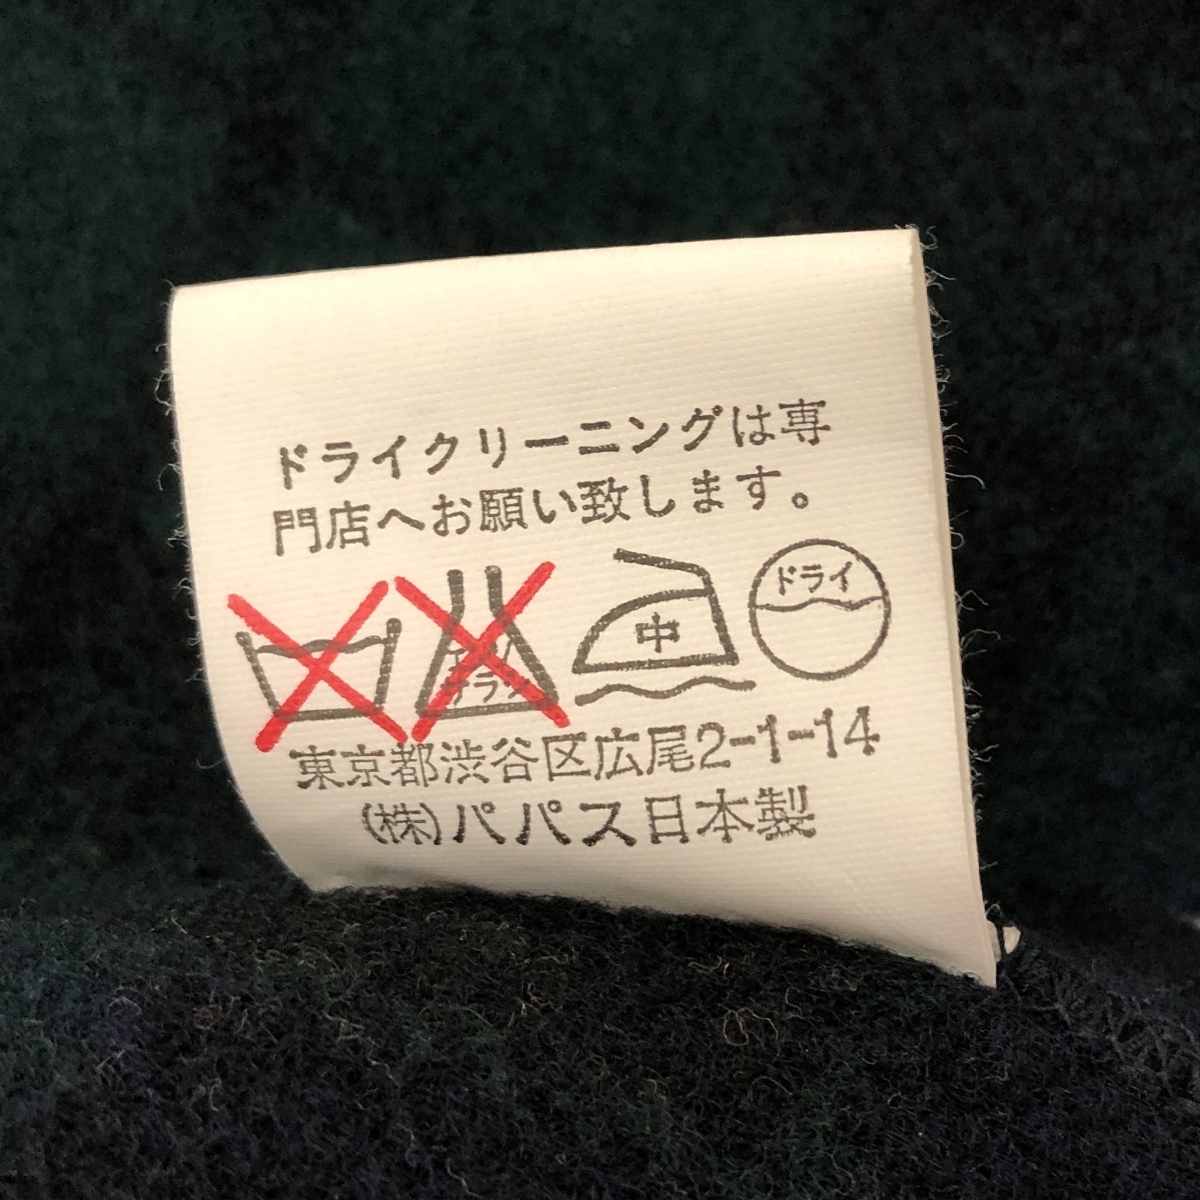 ドライクリーニングは専
門店へお願い致します。
中 ドライ
東京都渋谷区広尾2-1-14
(株)パパス日本製